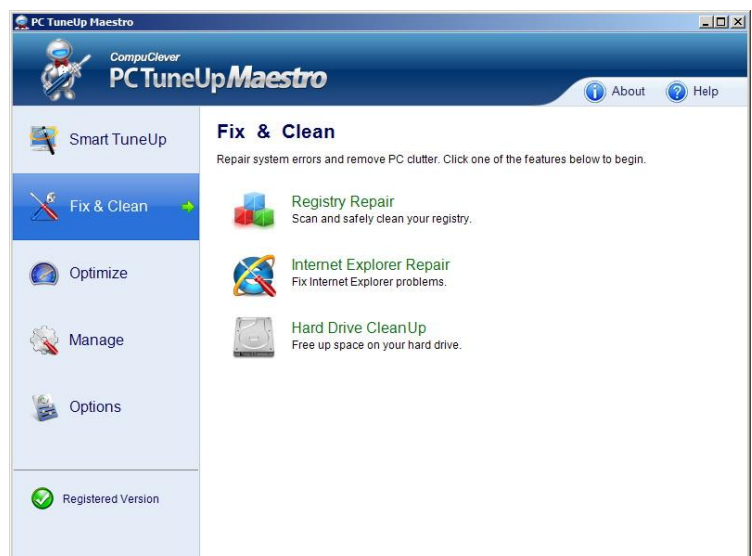 PC TuneUp Maestro
CompuClever
PCTuneUpMaestro
About
Help
Smart TuneUp
Fix & Clean
Optimize
Manage
Options
Registered Version
Fix & Clean
Repair system errors and remove PC clutter. Click one of the features below to begin.
Registry Repair
Scan and safely clean your registry.
Internet Explorer Repair
Fix Internet Explorer problems.
Hard Drive CleanUp
Free up space on your hard drive.